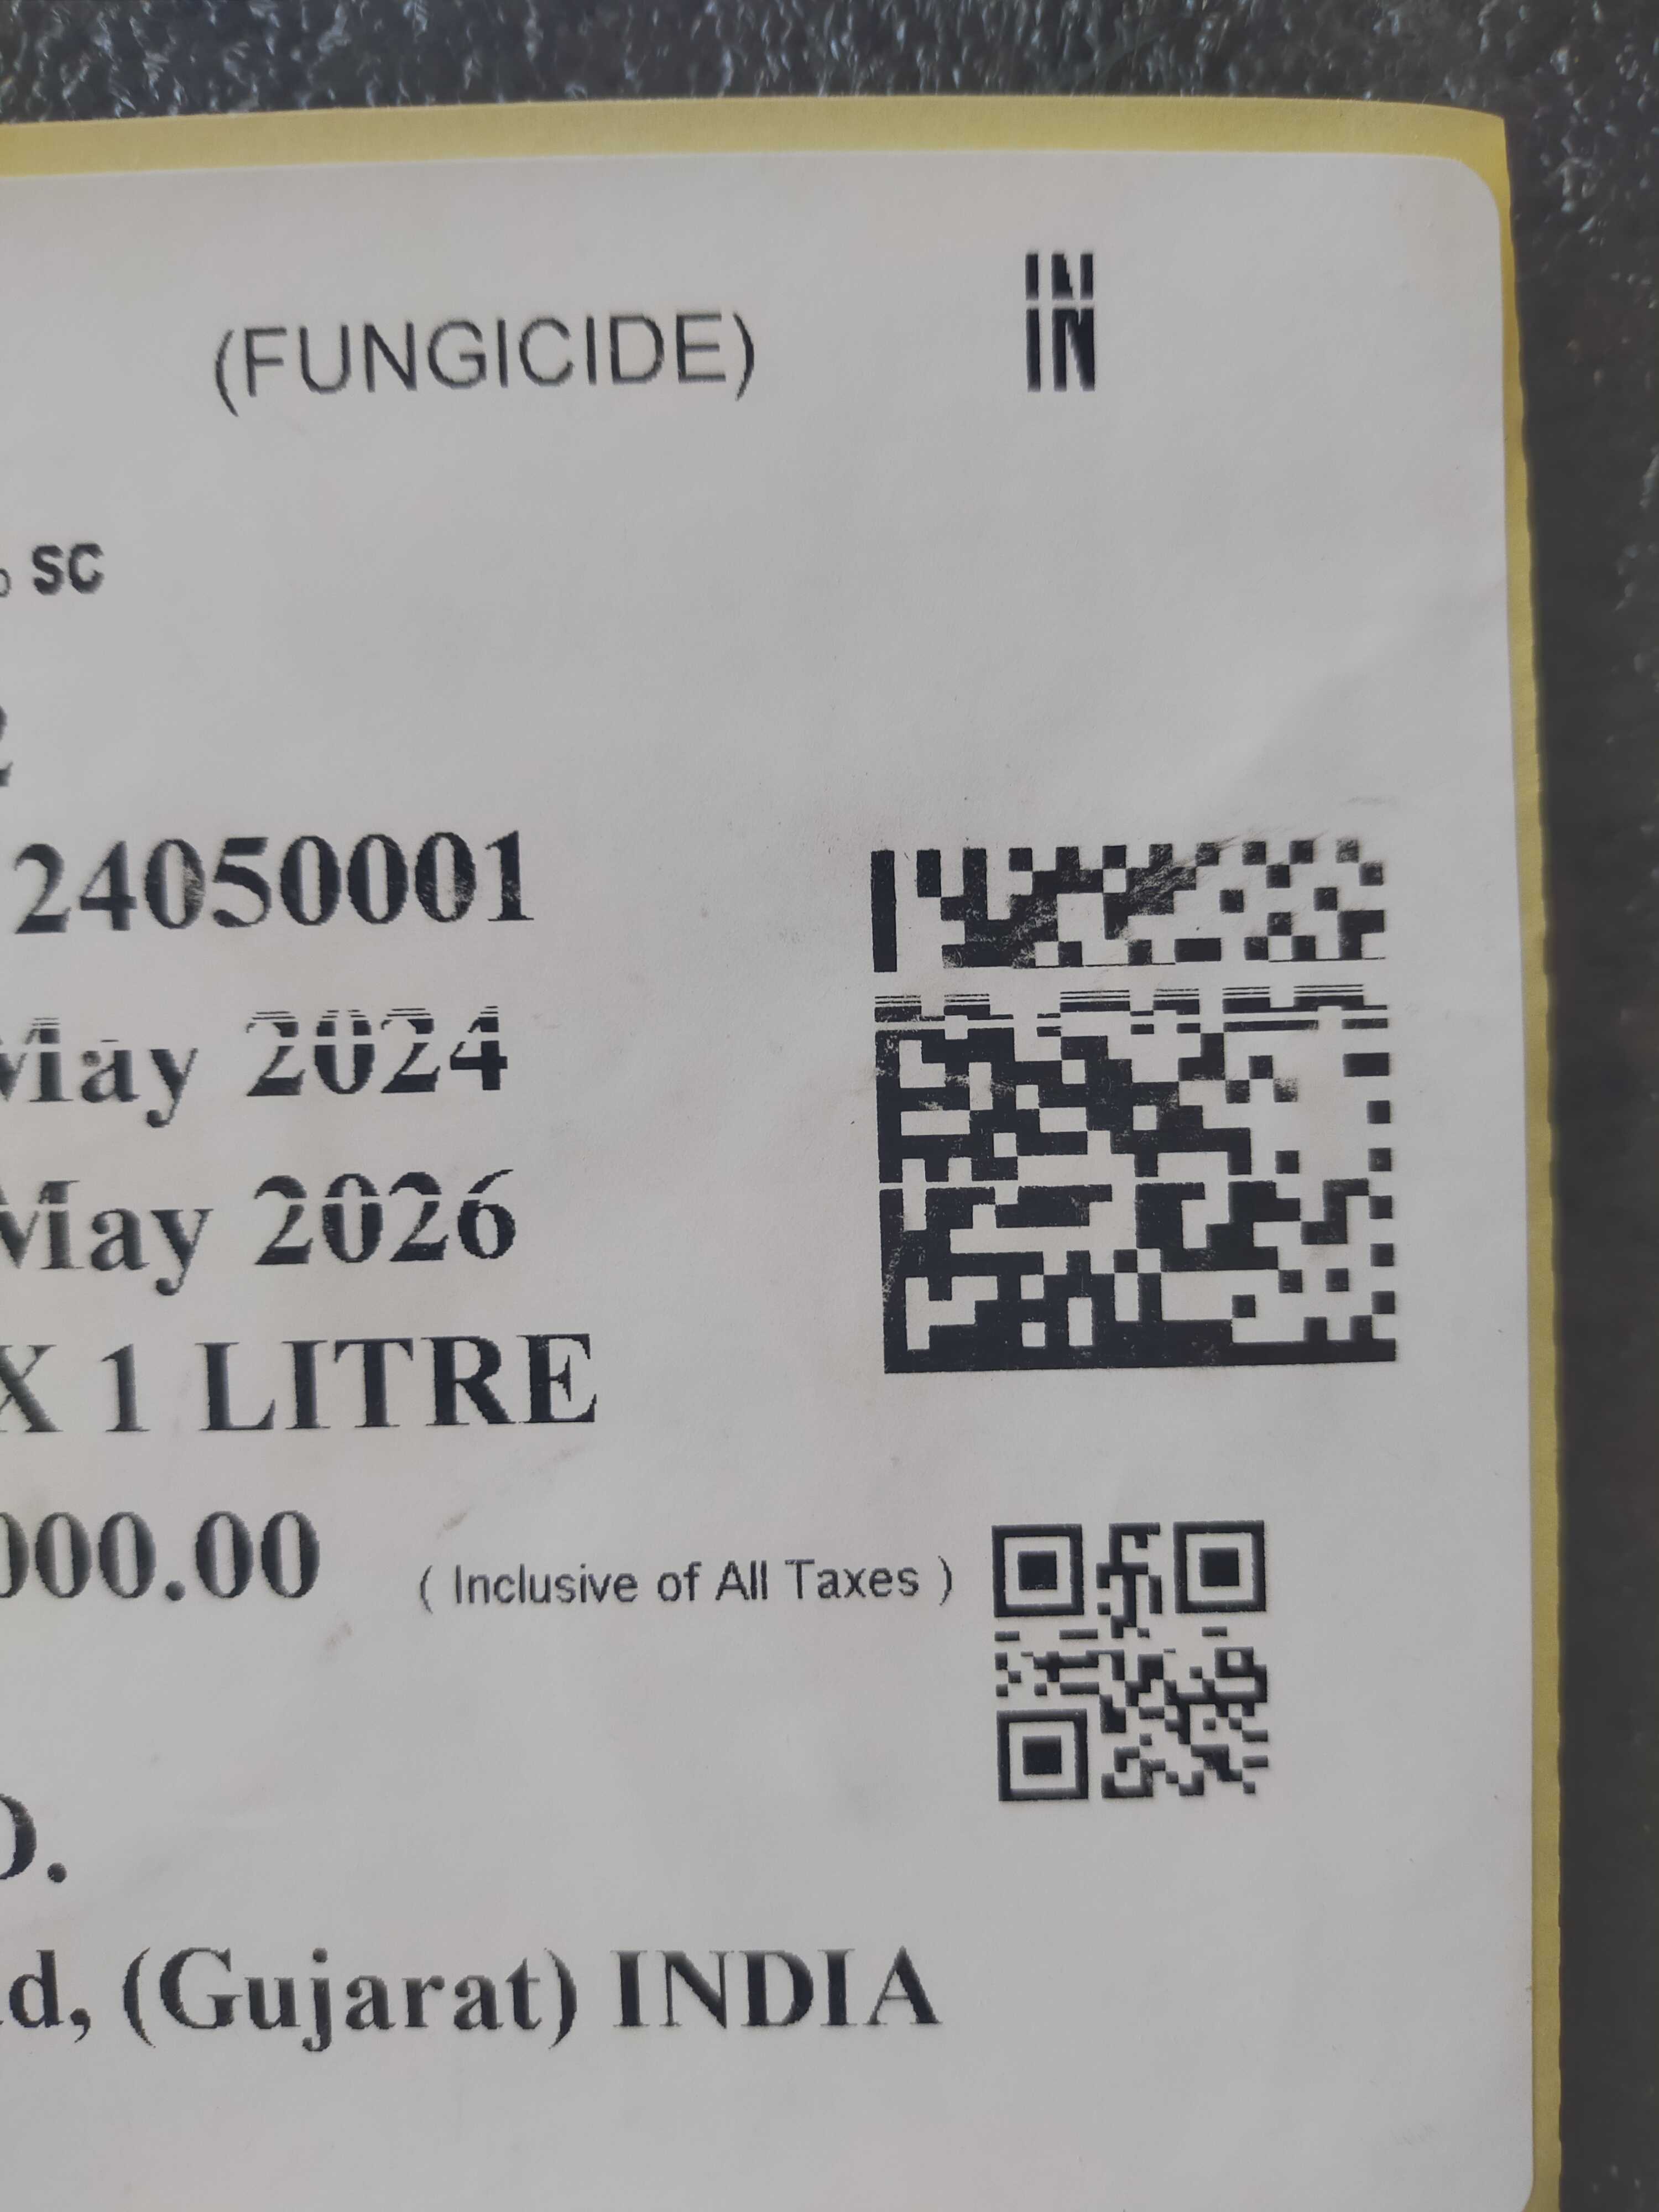 (FUNGICIDE) IN
SC
24050001
May 2024
May 2026
X 1 LITRE
000.00 ( Inclusive of All Taxes )
D.
d, (Gujarat) INDIA